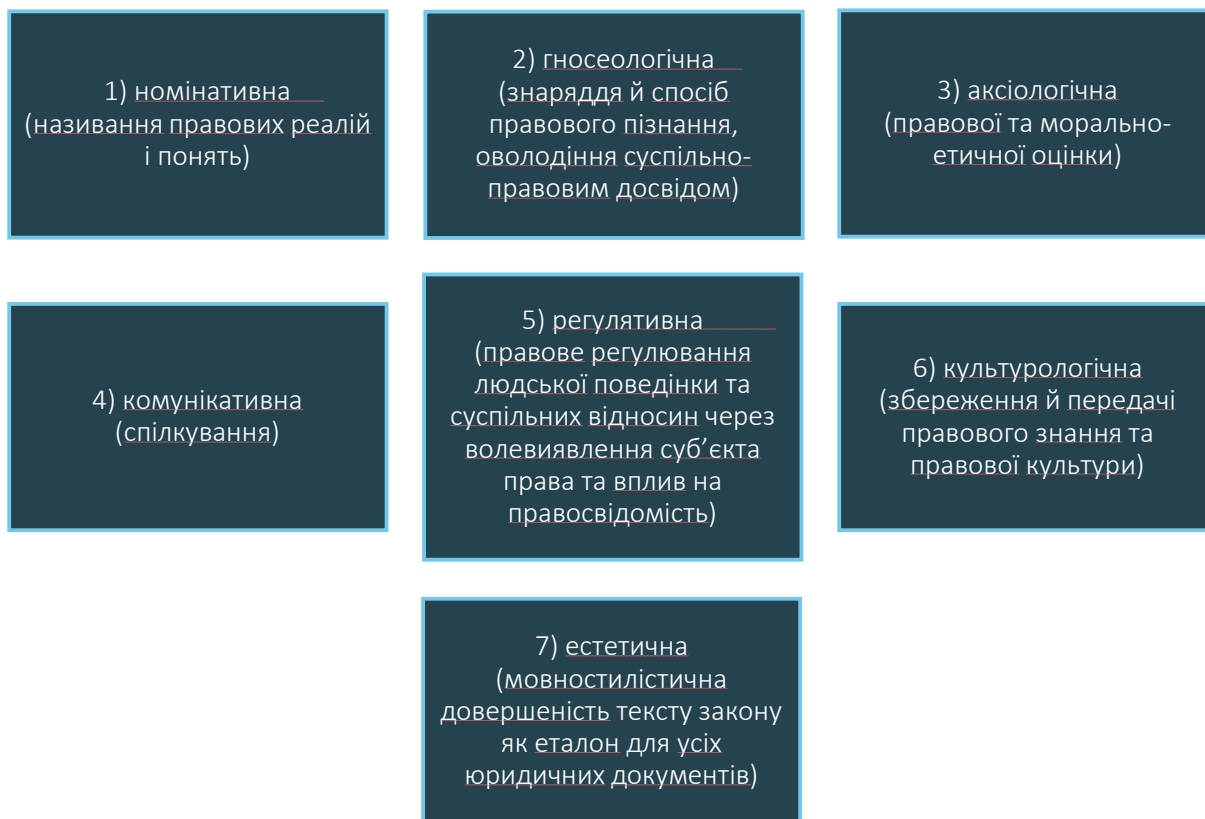 1) номінативна
(називання правових реалій
і понять)
2) гносеологічна
(знаряддя й спосіб
правового пізнання,
оволодіння суспільно-
правовим досвідом)
3) аксіологічна
(правової та морально-
етичної оцінки)
4) комунікативна
(спілкування)
5) регулятивна
(правове регулювання
людської поведінки та
суспільних відносин через
волевиявлення суб’єкта
права та вплив на
правосвідомість)
6) культурологічна
(збереження й передачі
правового знання та
правової культури)
7) естетична
(мовностилістична
довершеність тексту закону
як еталон для усіх
юридичних документів)